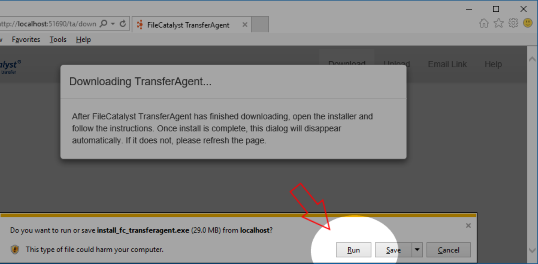 http://localhost:51690/ta/down
FileCatalyst TransferAgent
Favorites Tools Help
Download Upload Email Link Help
Downloading TransferAgent...
After FileCatalyst TransferAgent has finished downloading, open the installer and
follow the instructions. Once install is complete, this dialog will disappear
automatically. If it does not, please refresh the page.
Do you want to run or save install_fc_transferagent.exe (29.0 MB) from localhost?
This type of file could harm your computer.
Run Save Cancel